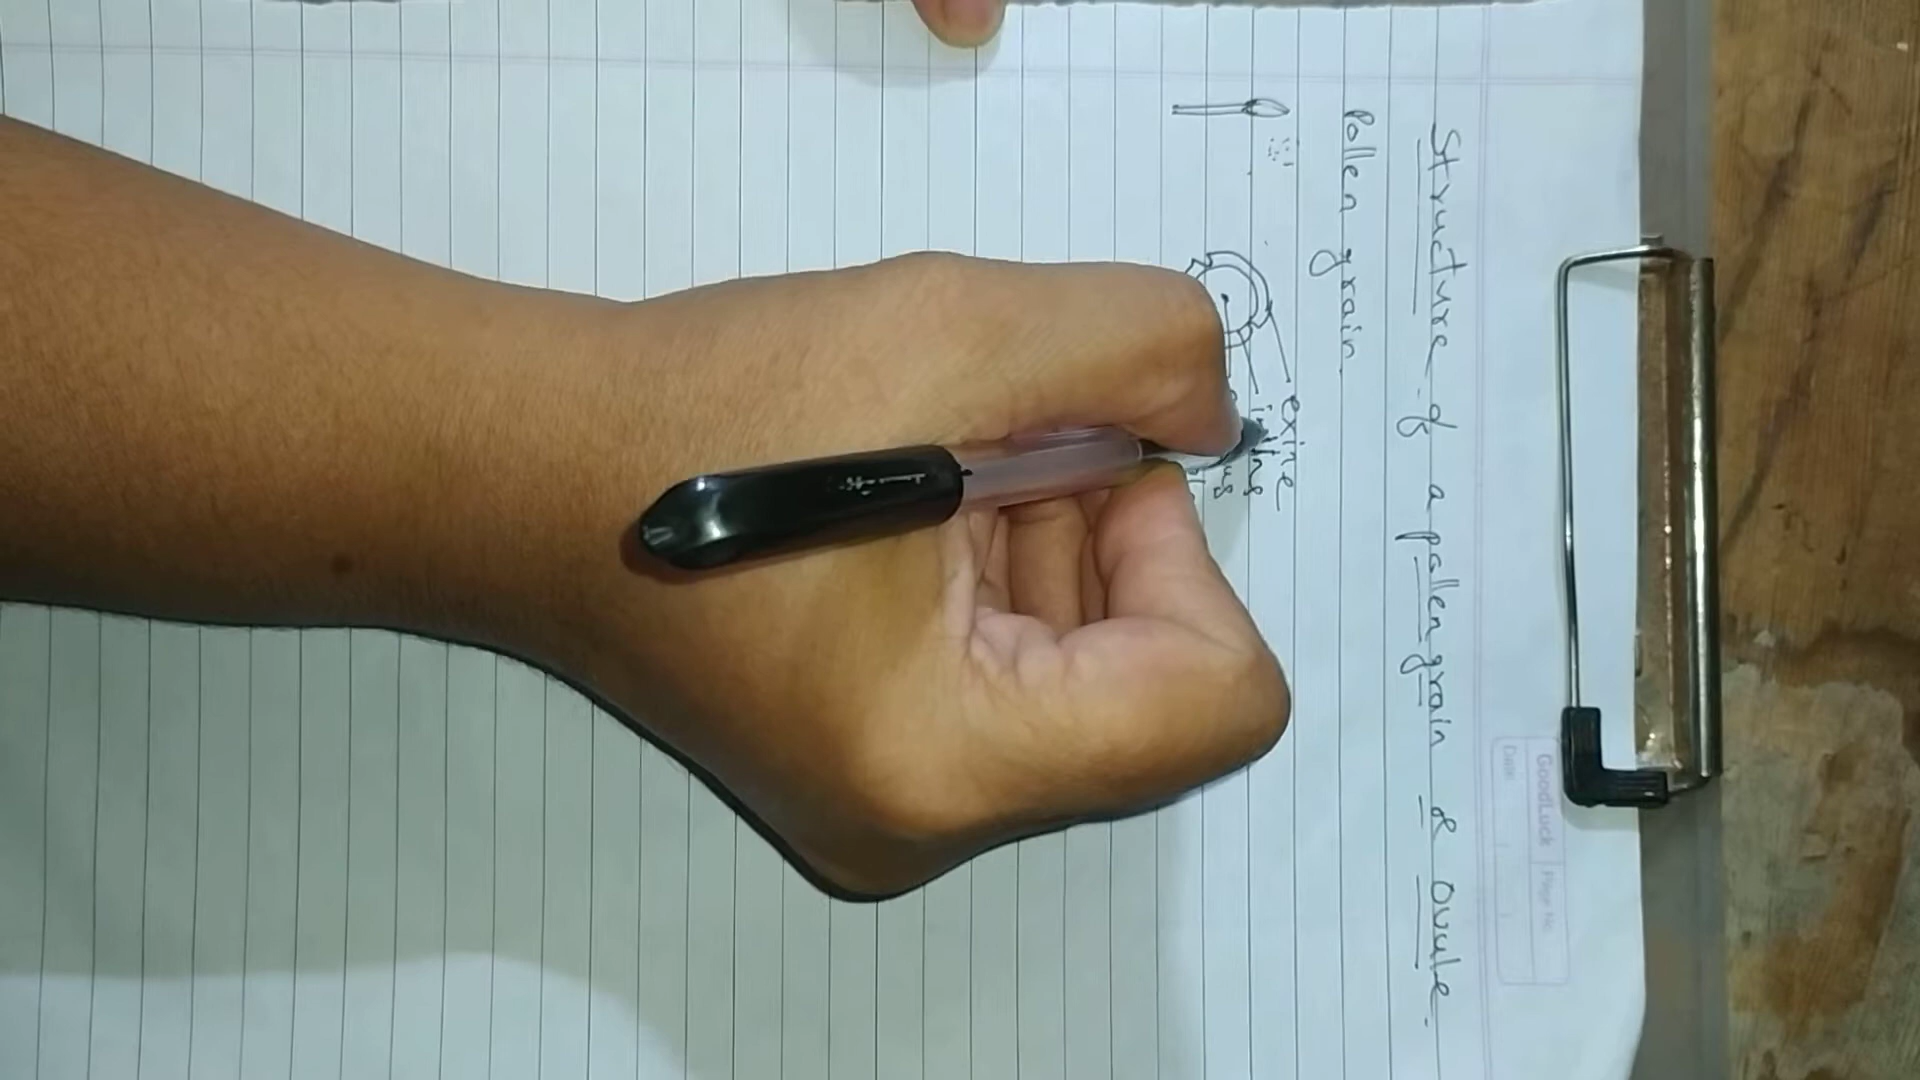 GoodLuck Page No.
Date
Structure of a pollen grain & ovule.
Pollen grain.
exine
intine